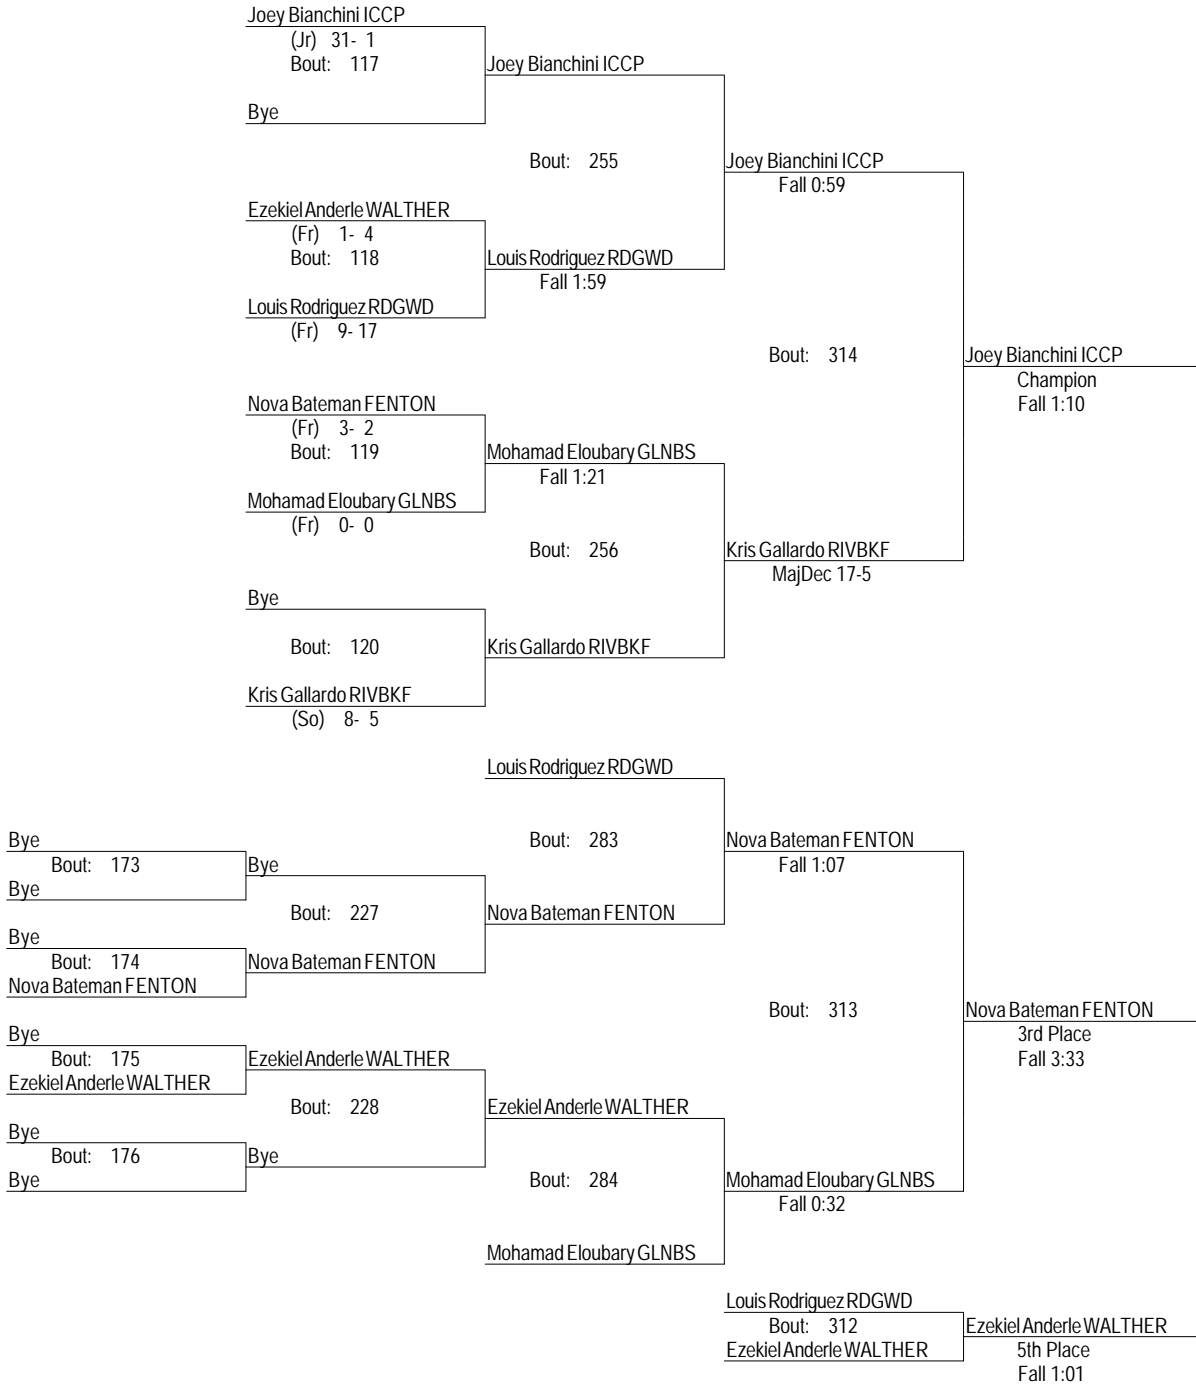 Joey Bianchini ICCP
(Jr) 31- 1
Bout: 117
Joey Bianchini ICCP
Bye
Bout: 255
Joey Bianchini ICCP
Fall 0:59
Ezekiel Anderle WALTHER
(Fr) 1- 4
Bout: 118
Louis Rodriguez RDGWD
Fall 1:59
Louis Rodriguez RDGWD
(Fr) 9- 17
Bout: 314
Joey Bianchini ICCP
Champion
Fall 1:10
Nova Bateman FENTON
(Fr) 3- 2
Bout: 119
Mohamad Eloubary GLNBS
Fall 1:21
Mohamad Eloubary GLNBS
(Fr) 0- 0
Bout: 256
Kris Gallardo RIVBKF
MajDec 17-5
Bye
Bout: 120
Kris Gallardo RIVBKF
Kris Gallardo RIVBKF
(So) 8- 5
Louis Rodriguez RDGWD
Bye
Bout: 173
Bye
Bye
Bout: 283
Nova Bateman FENTON
Fall 1:07
Bout: 227
Nova Bateman FENTON
Bye
Bout: 174
Nova Bateman FENTON
Nova Bateman FENTON
Bout: 313
Nova Bateman FENTON
3rd Place
Fall 3:33
Bye
Bout: 175
Ezekiel Anderle WALTHER
Ezekiel Anderle WALTHER
Bout: 228
Ezekiel Anderle WALTHER
Bye
Bout: 176
Bye
Bye
Bout: 284
Mohamad Eloubary GLNBS
Fall 0:32
Mohamad Eloubary GLNBS
Louis Rodriguez RDGWD
Bout: 312
Ezekiel Anderle WALTHER
Ezekiel Anderle WALTHER
5th Place
Fall 1:01